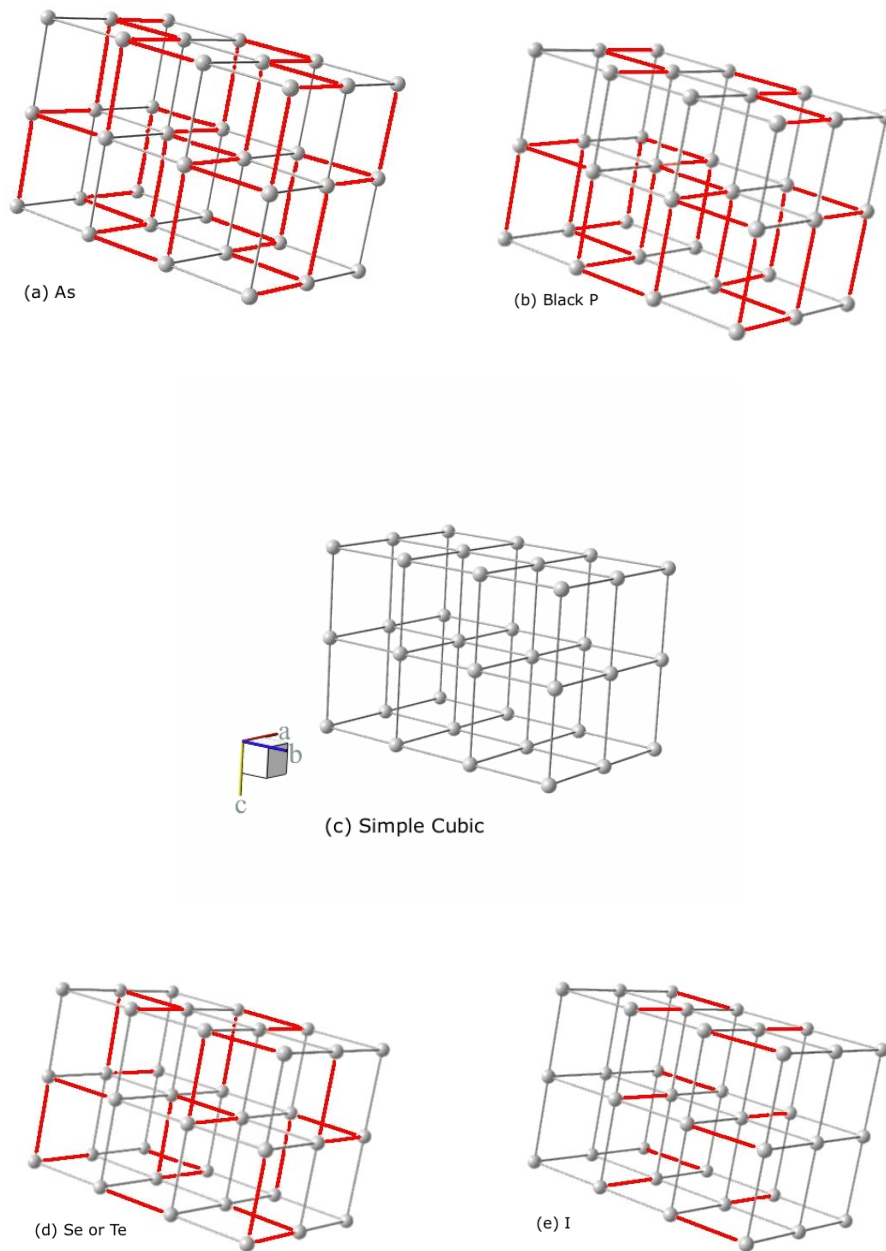 (a) As
(b) Black P
a
b
c
(c) Simple Cubic
(d) Se or Te
(e) I